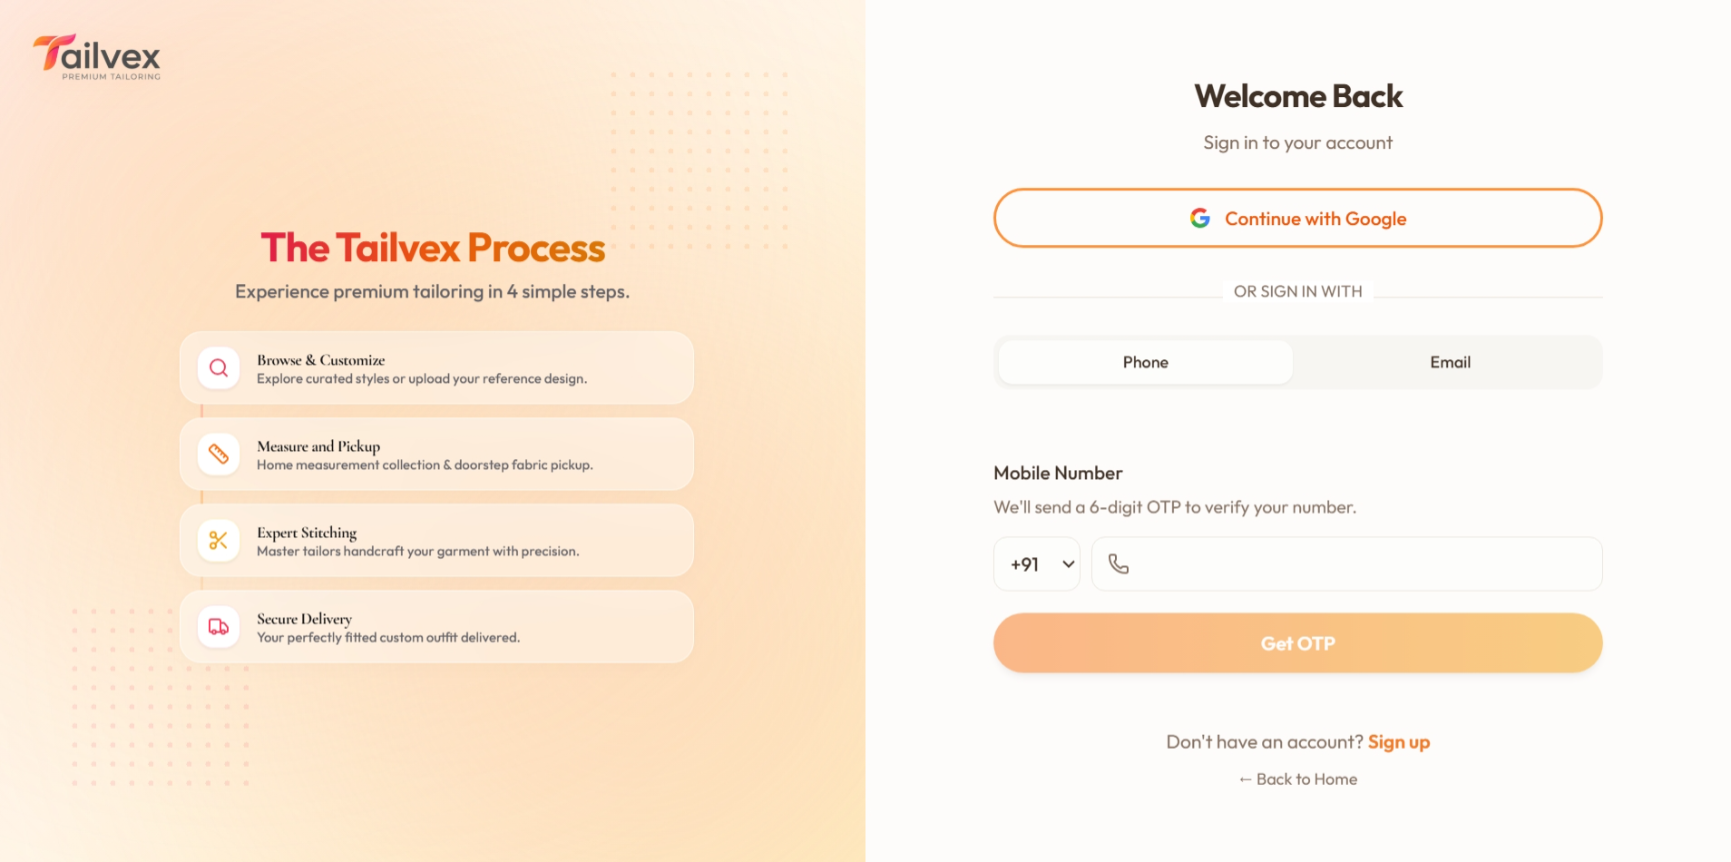 Tailvex
PREMIUM TAILORING
The Tailvex Process
Experience premium tailoring in 4 simple steps.
Browse & Customize
Explore curated styles or upload your reference design.
Measure and Pickup
Home measurement collection & doorstep fabric pickup.
Expert Stitching
Master tailors handcraft your garment with precision.
Secure Delivery
Your perfectly fitted custom outfit delivered.
Welcome Back
Sign in to your account
Continue with Google
OR SIGN IN WITH
Phone
Email
Mobile Number
We'll send a 6-digit OTP to verify your number.
+91
Get OTP
Don't have an account? Sign up
← Back to Home